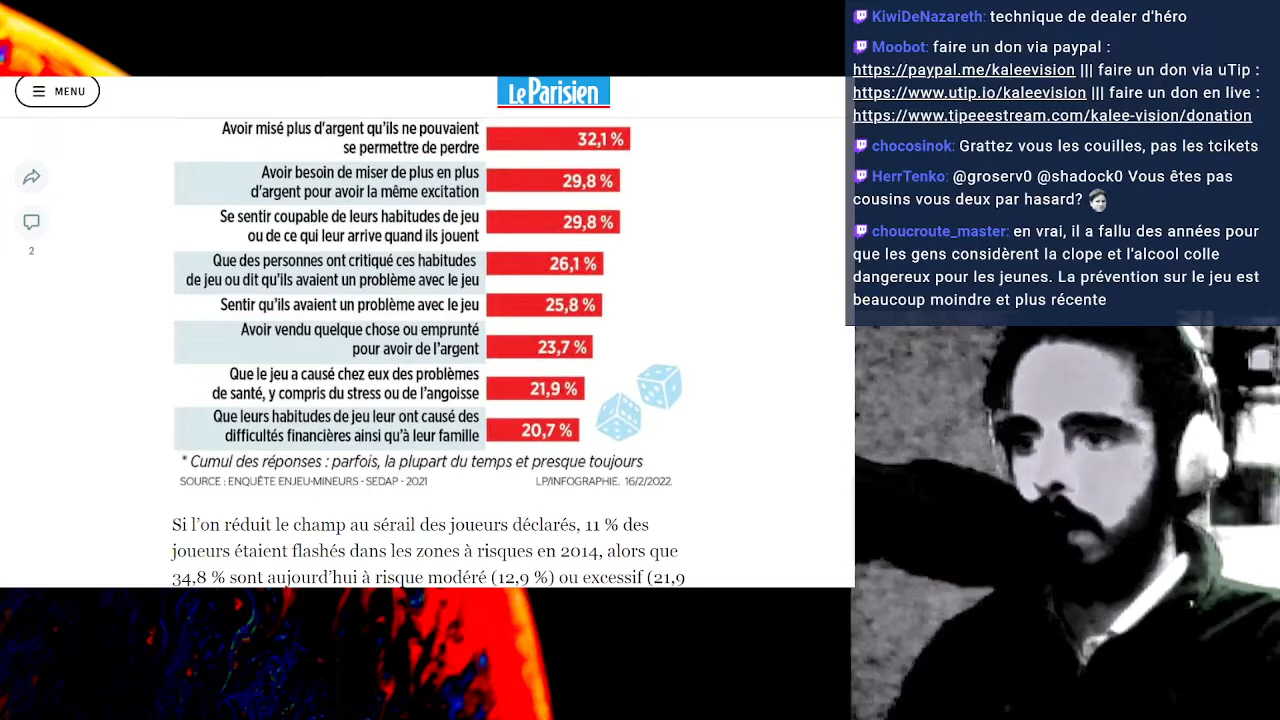 MENU
Le Parisien
Avoir misé plus d'argent qu'ils ne pouvaient
se permettre de perdre
32,1 %
Avoir besoin de miser de plus en plus
d'argent pour avoir la même excitation
29,8 %
Se sentir coupable de leurs habitudes de jeu
ou de ce qui leur arrive quand ils jouent
29,8 %
Que des personnes ont critiqué ces habitudes
de jeu ou dit qu'ils avaient un problème avec le jeu
26,1 %
Sentir qu'ils avaient un problème avec le jeu
25,8 %
Avoir vendu quelque chose ou emprunté
pour avoir de l'argent
23,7 %
Que le jeu a causé chez eux des problèmes
de santé, y compris du stress ou de l'angoisse
21,9 %
Que leurs habitudes de jeu leur ont causé des
difficultés financières ainsi qu'à leur famille
20,7 %
* Cumul des réponses : parfois, la plupart du temps et presque toujours
SOURCE : ENQUÊTE ENJEU-MINEURS - SEDAP - 2021
LP/INFOGRAPHIE. 16/2/2022.
2
Si l'on réduit le champ au sérail des joueurs déclarés, 11 % des
joueurs étaient flashés dans les zones à risques en 2014, alors que
34,8 % sont aujourd'hui à risque modéré (12,9 %) ou excessif (21,9
KiwiDeNazareth: technique de dealer d'héro
Moobot: faire un don via paypal :
https://paypal.me/kaleevision ||| faire un don via uTip :
https://www.utip.io/kaleevision ||| faire un don en live :
https://www.tipeeestream.com/kalee-vision/donation
chocosinok: Grattez vous les couilles, pas les tcikets
HerrTenko: @groserv0 @shadock0 Vous êtes pas
cousins vous deux par hasard?
choucroute_master: en vrai, il a fallu des années pour
que les gens considèrent la clope et l'alcool colle
dangereux pour les jeunes. La prévention sur le jeu est
beaucoup moindre et plus récente